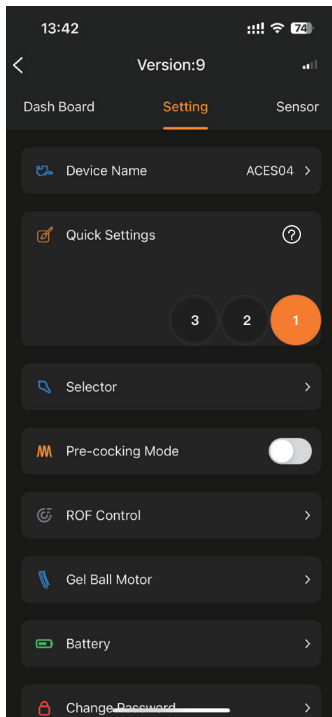 13:42
74
Version:9
Dash Board Setting Sensor
Device Name ACES04
Quick Settings ?
3 2 1
Selector
Pre-cocking Mode
ROF Control
Gel Ball Motor
Battery
Change Password